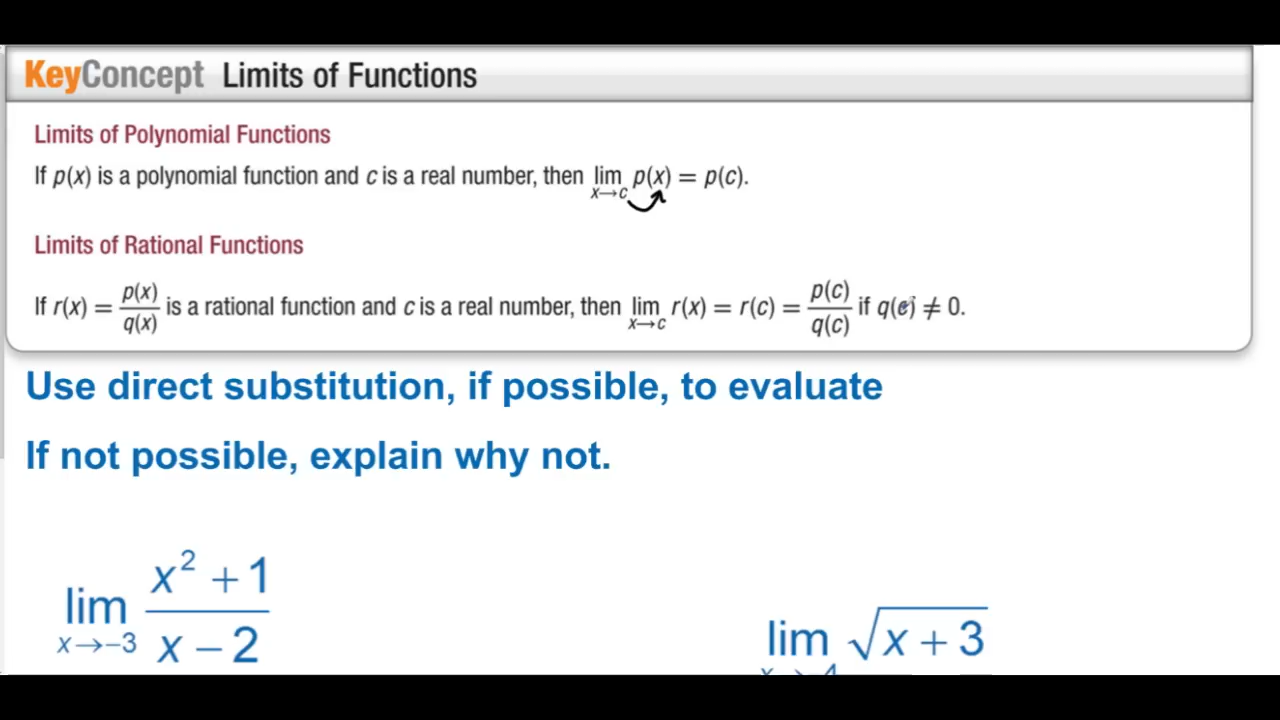 KeyConcept Limits of Functions
Limits of Polynomial Functions
If p(x) is a polynomial function and c is a real number, then lim x→c p(x) = p(c).
Limits of Rational Functions
If r(x) = p(x)/q(x) is a rational function and c is a real number, then lim x→c r(x) = r(c) = p(c)/q(c) if q(c) ≠ 0.
Use direct substitution, if possible, to evaluate
If not possible, explain why not.
lim x→−3 (x² + 1)/(x − 2)
lim √(x + 3)